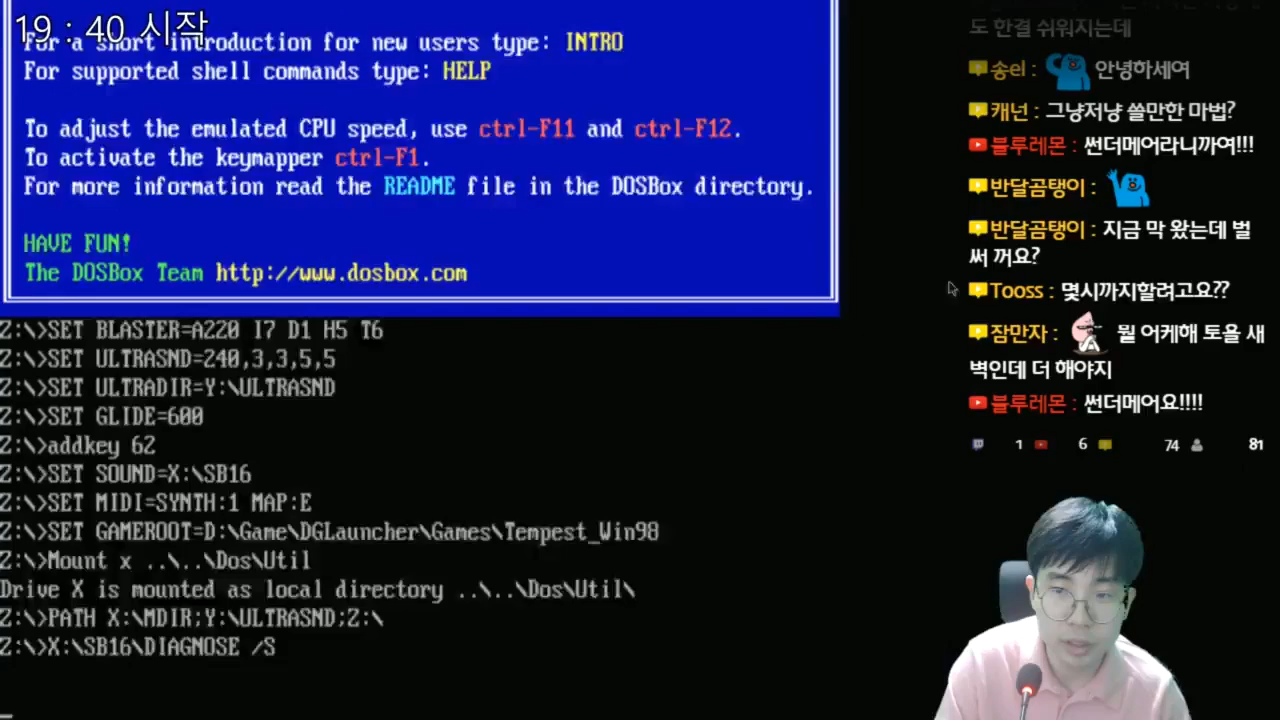 19 : 40 시작
For a short introduction for new users type: INTRO
For supported shell commands type: HELP
To adjust the emulated CPU speed, use ctrl-F11 and ctrl-F12.
To activate the keymapper ctrl-F1.
For more information read the README file in the DOSBox directory.
HAVE FUN!
The DOSBox Team http://www.dosbox.com
Z:\>SET BLASTER=A220 I7 D1 H5 T6
Z:\>SET ULTRASND=240,3,3,5,5
Z:\>SET ULTRADIR=Y:\ULTRASND
Z:\>SET GLIDE=600
Z:\>addkey 62
Z:\>SET SOUND=X:\SB16
Z:\>SET MIDI=SYNTH:1 MAP:E
Z:\>SET GAMEROOT=D:\Game\DGLauncher\Games\Tempest_Win98
Z:\>Mount x ..\..\Dos\Util
Drive X is mounted as local directory ..\..\Dos\Util\
Z:\>PATH X:\MDIR;Y:\ULTRASND;Z:\
Z:\>X:\SB16\DIAGNOSE /S
도 한결 쉬워지는데
송el : 안녕하세여
캐넌 : 그냥저냥 쓸만한 마법?
블루레몬 : 썬더메어라니까여!!!
반달곰탱이 :
반달곰탱이 : 지금 막 왔는데 벌
써 꺼요?
Tooss : 몇시까지할려고요??
잠만자 : 뭘 어케해 토욜 새
벽인데 더 해야지
블루레몬 : 썬더메어요!!!!
1 6 74 81